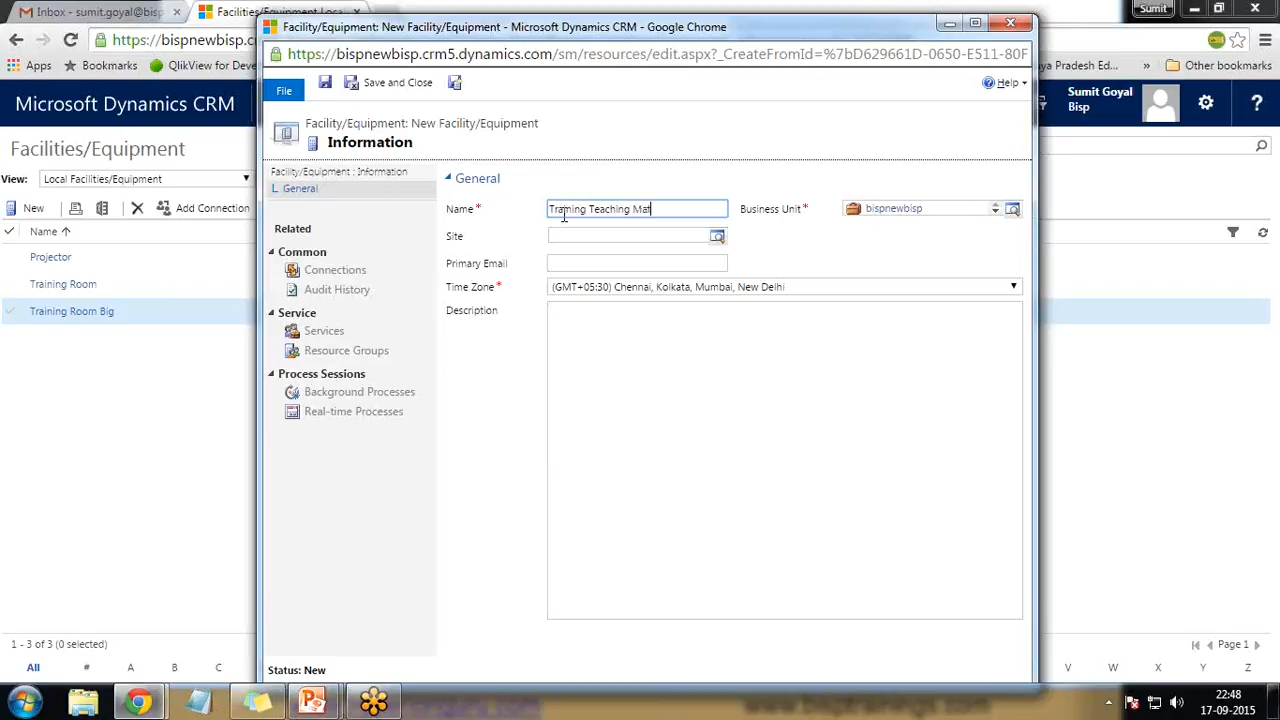 Inbox - sumit.goyal@bisp
Facilities/Equipment Local
Sumit
https://bispnewbisp.c
Apps
Bookmarks
QlikView for Deve
ya Pradesh Ed...
»
Other bookmarks
Microsoft Dynamics CRM
Sumit Goyal
Bisp
?
Facilities/Equipment
View:
Local Facilities/Equipment
New
Add Connection
Name
Projector
Training Room
Training Room Big
1 - 3 of 3 (0 selected)
Page 1
All
#
A
B
C
V
W
X
Y
Z
Facility/Equipment: New Facility/Equipment - Microsoft Dynamics CRM - Google Chrome
https://bispnewbisp.crm5.dynamics.com/sm/resources/edit.aspx?_CreateFromId=%7bD629661D-0650-E511-80F
File
Save and Close
Help
Facility/Equipment: New Facility/Equipment
Information
Facility/Equipment : Information
General
Related
Common
Connections
Audit History
Service
Services
Resource Groups
Process Sessions
Background Processes
Real-time Processes
General
Name*
Training Teaching Mat
Business Unit*
bispnewbisp
Site
Primary Email
Time Zone*
(GMT+05:30) Chennai, Kolkata, Mumbai, New Delhi
Description
Status: New
22:48
17-09-2015